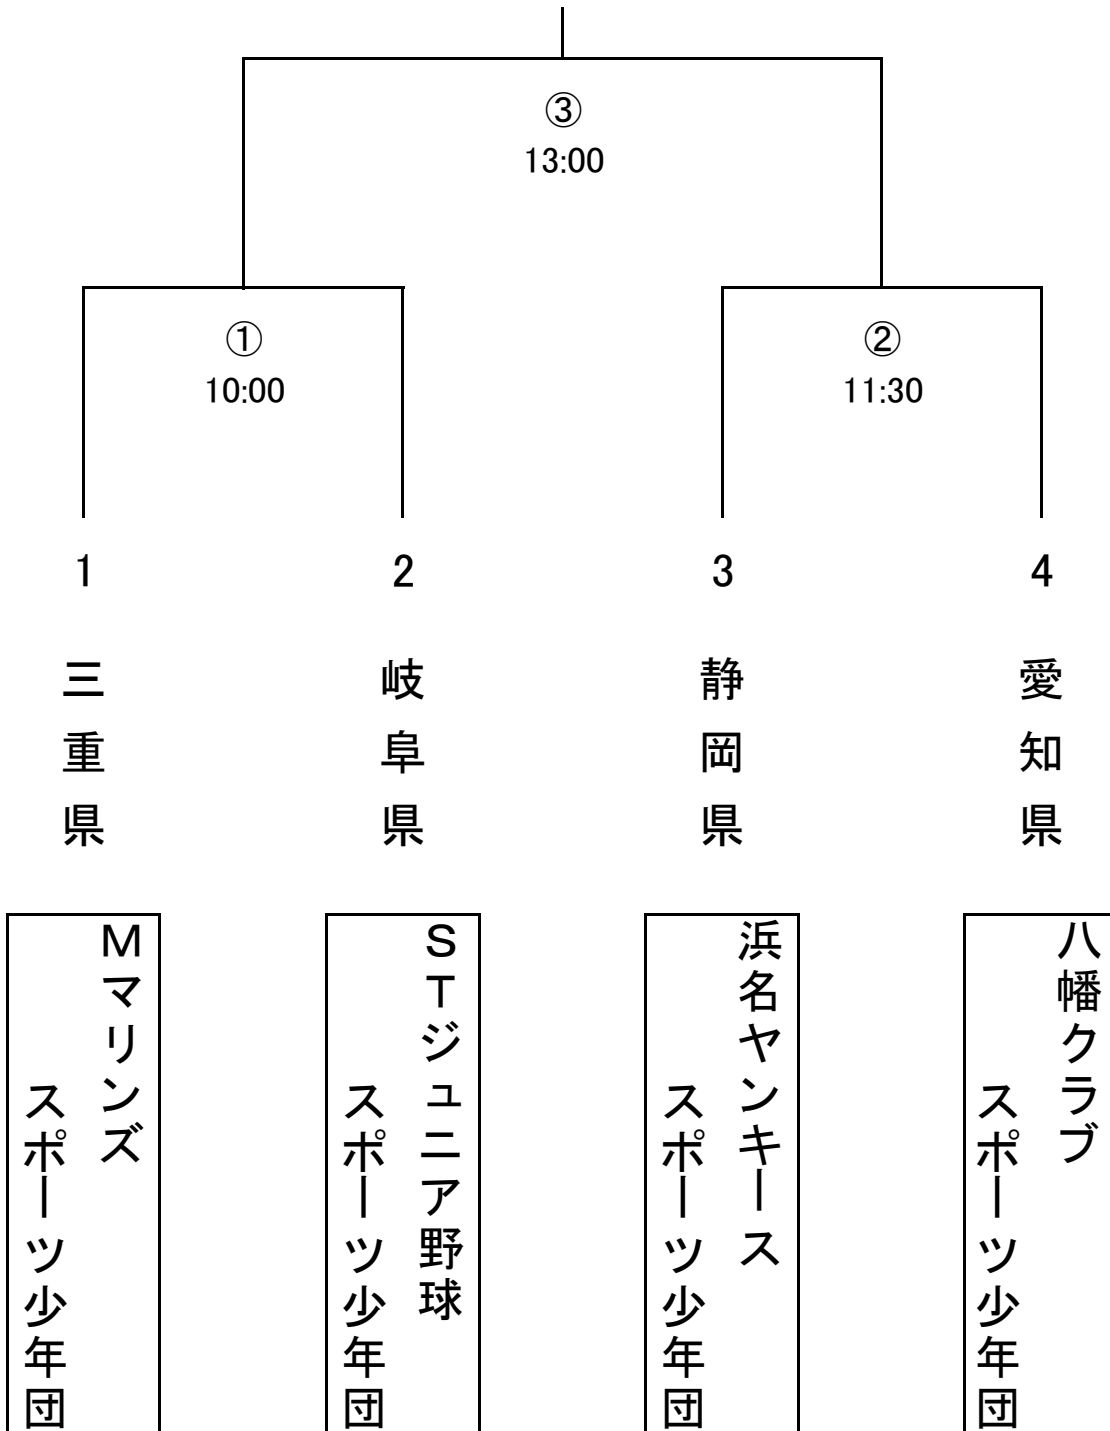 ③
13:00
①
10:00
②
11:30
1
2
3
4
三重県
岐阜県
静岡県
愛知県
Mマリンズ
スポーツ少年団
STジュニア野球
スポーツ少年団
浜名ヤンキース
スポーツ少年団
八幡クラブ
スポーツ少年団